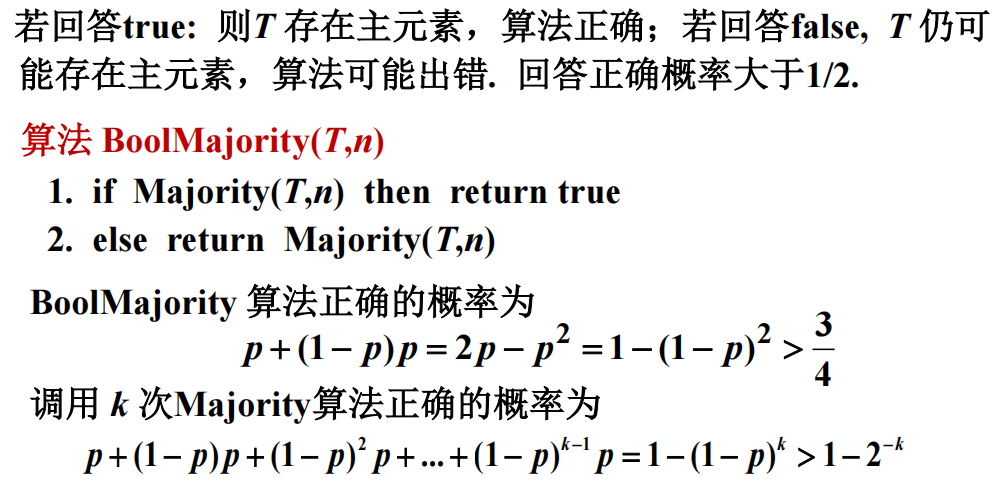 若回答true: 则T 存在主元素，算法正确；若回答false, T 仍可
能存在主元素，算法可能出错. 回答正确概率大于1/2.
算法 BoolMajority(T,n)
1. if Majority(T,n) then return true
2. else return Majority(T,n)
BoolMajority 算法正确的概率为
p+(1−p)p=2p−p²=1−(1−p)²>3/4
调用 k 次Majority算法正确的概率为
p+(1−p)p+(1−p)²p+...+(1−p)ᵏ⁻¹p=1−(1−p)ᵏ>1−2⁻ᵏ